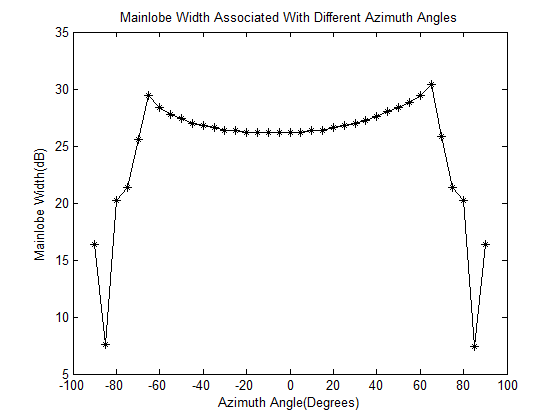 Mainlobe Width Associated With Different Azimuth Angles
35
30
25
20
15
10
5
Mainlobe Width(dB)
-100 -80 -60 -40 -20 0 20 40 60 80 100
Azimuth Angle(Degrees)